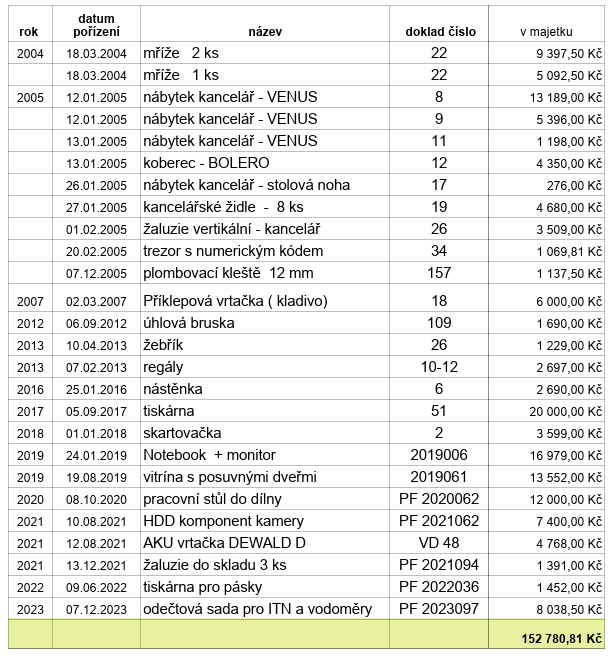 rok datum pořízení název doklad číslo v majetku
2004 18.03.2004 mříže 2 ks 22 9 397,50 Kč
18.03.2004 mříže 1 ks 22 5 092,50 Kč
2005 12.01.2005 nábytek kancelář - VENUS 8 13 189,00 Kč
12.01.2005 nábytek kancelář - VENUS 9 5 396,00 Kč
13.01.2005 nábytek kancelář - VENUS 11 1 198,00 Kč
13.01.2005 koberec - BOLERO 12 4 350,00 Kč
26.01.2005 nábytek kancelář - stolová noha 17 276,00 Kč
27.01.2005 kancelářské židle - 8 ks 19 4 680,00 Kč
01.02.2005 žaluzie vertikální - kancelář 26 3 509,00 Kč
20.02.2005 trezor s numerickým kódem 34 1 069,81 Kč
07.12.2005 plombovací kleště 12 mm 157 1 137,50 Kč
2007 02.03.2007 Příklepová vrtačka ( kladivo) 18 6 000,00 Kč
2012 06.09.2012 úhlová bruska 109 1 690,00 Kč
2013 10.04.2013 žebřík 26 1 229,00 Kč
2013 07.02.2013 regály 10-12 2 697,00 Kč
2016 25.01.2016 nástěnka 6 2 690,00 Kč
2017 05.09.2017 tiskárna 51 20 000,00 Kč
2018 01.01.2018 skartovačka 2 3 599,00 Kč
2019 24.01.2019 Notebook + monitor 2019006 16 979,00 Kč
2019 19.08.2019 vitrína s posuvnými dveřmi 2019061 13 552,00 Kč
2020 08.10.2020 pracovní stůl do dílny PF 2020062 12 000,00 Kč
2021 10.08.2021 HDD komponent kamery PF 2021062 7 400,00 Kč
2021 12.08.2021 AKU vrtačka DEWALD D VD 48 4 768,00 Kč
2021 13.12.2021 žaluzie do skladu 3 ks PF 2021094 1 391,00 Kč
2022 09.06.2022 tiskárna pro pásky PF 2022036 1 452,00 Kč
2023 07.12.2023 odečtová sada pro ITN a vodoměry PF 2023097 8 038,50 Kč
152 780,81 Kč